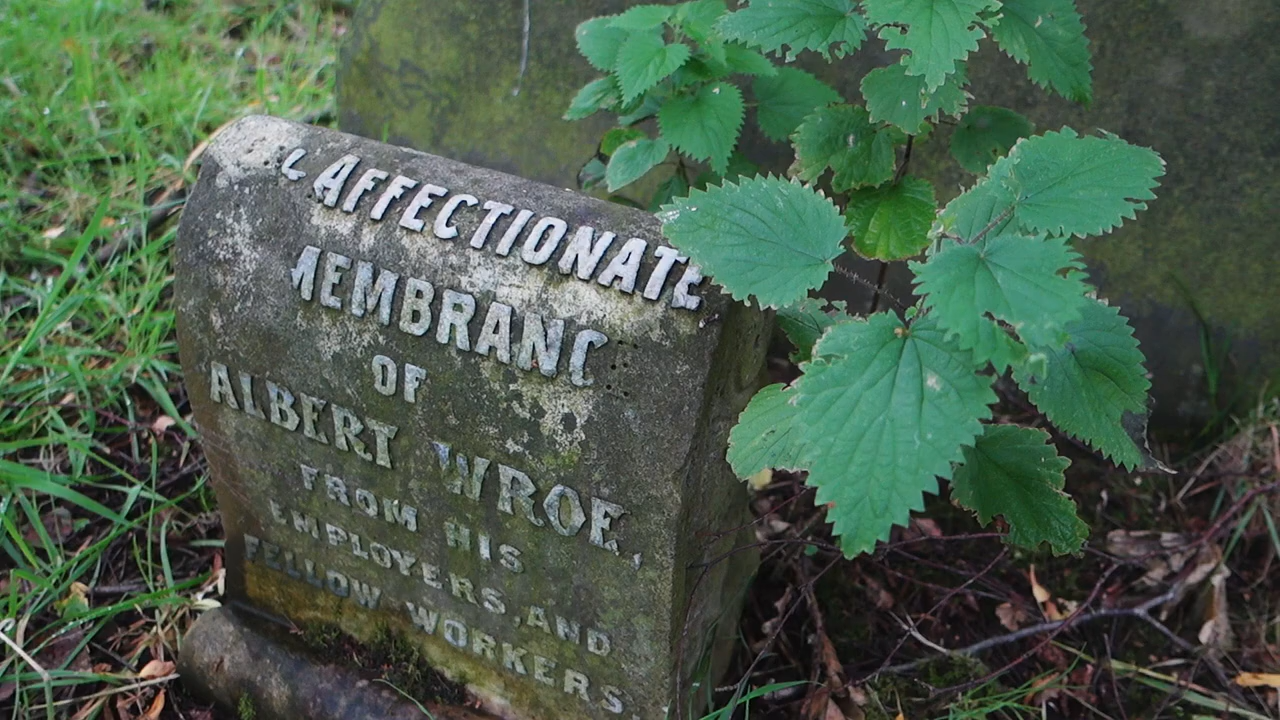 AFFECTIONATE
MEMBRANC
OF
ALBERT WROE,
FROM HIS
EMPLOYERS, AND
FELLOW WORKERS.